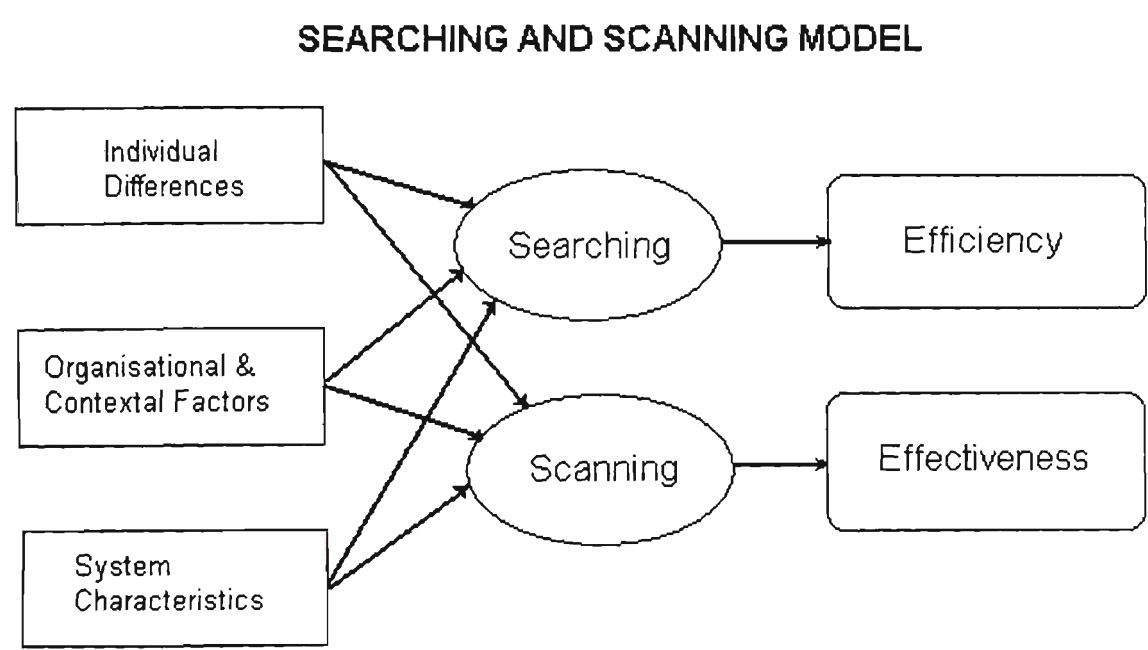 SEARCHING AND SCANNING MODEL
Individual
Differences
Searching
Efficiency
Organisational &
Contextal Factors
Scanning
Effectiveness
System
Characteristics